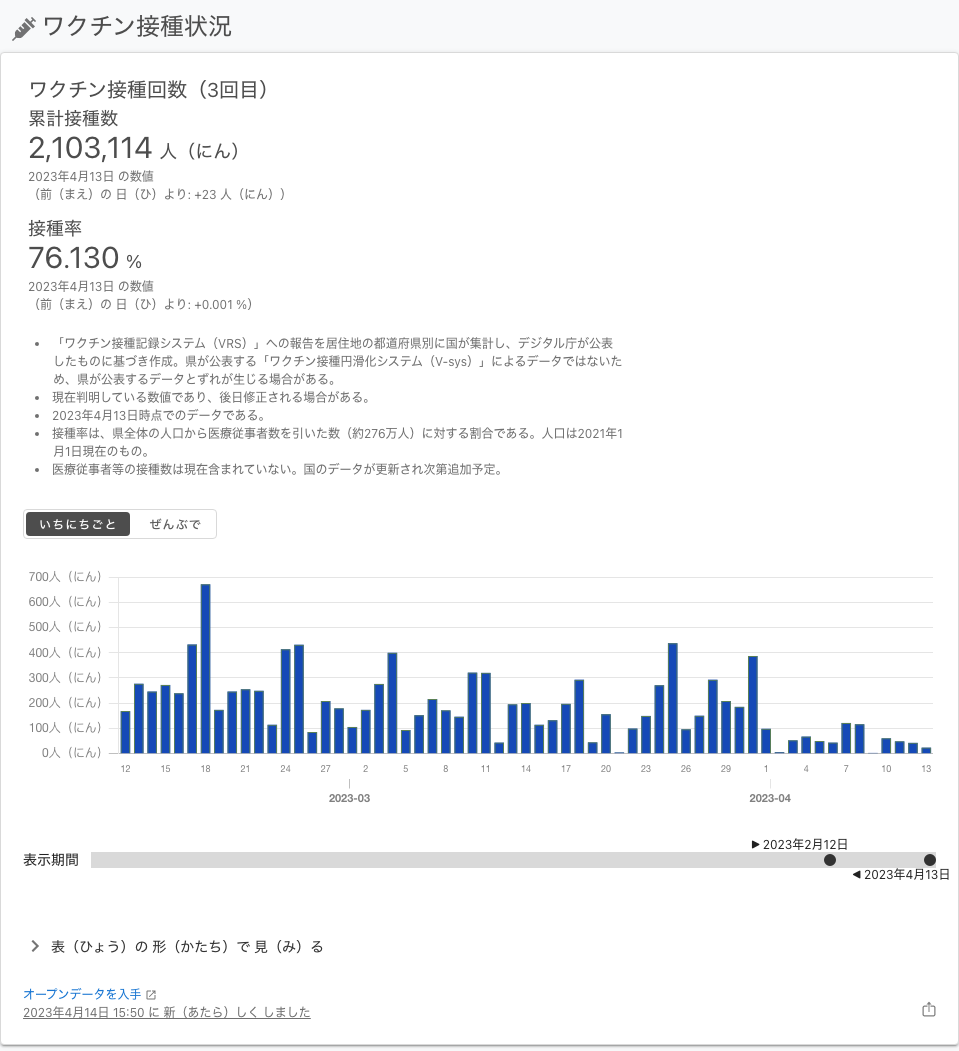 ワクチン接種状況
ワクチン接種回数（3回目）
累計接種数
2,103,114 人（にん）
2023年4月13日 の数値
（前（まえ）の 日（ひ）より: +23 人（にん））
接種率
76.130 %
2023年4月13日 の数値
（前（まえ）の 日（ひ）より: +0.001 %）
• 「ワクチン接種記録システム（VRS）」への報告を居住地の都道府県別に国が集計し、デジタル庁が公表
したものに基づき作成。県が公表する「ワクチン接種円滑化システム（V-sys）」によるデータではないた
め、県が公表するデータとずれが生じる場合がある。
• 現在判明している数値であり、後日修正される場合がある。
• 2023年4月13日時点でのデータである。
• 接種率は、県全体の人口から医療従事者数を引いた数（約276万人）に対する割合である。人口は2021年1
月1日現在のもの。
• 医療従事者等の接種数は現在含まれていない。国のデータが更新され次第追加予定。
いちにちごと ぜんぶで
700人（にん）
600人（にん）
500人（にん）
400人（にん）
300人（にん）
200人（にん）
100人（にん）
0人（にん）
12 15 18 21 24 27 2 5 8 11 14 17 20 23 26 29 1 4 7 10 13
2023-03 2023-04
▶ 2023年2月12日
表示期間
◀ 2023年4月13日
表（ひょう）の 形（かたち）で 見（み）る
オープンデータを入手
2023年4月14日 15:50 に 新（あたら）しく しました